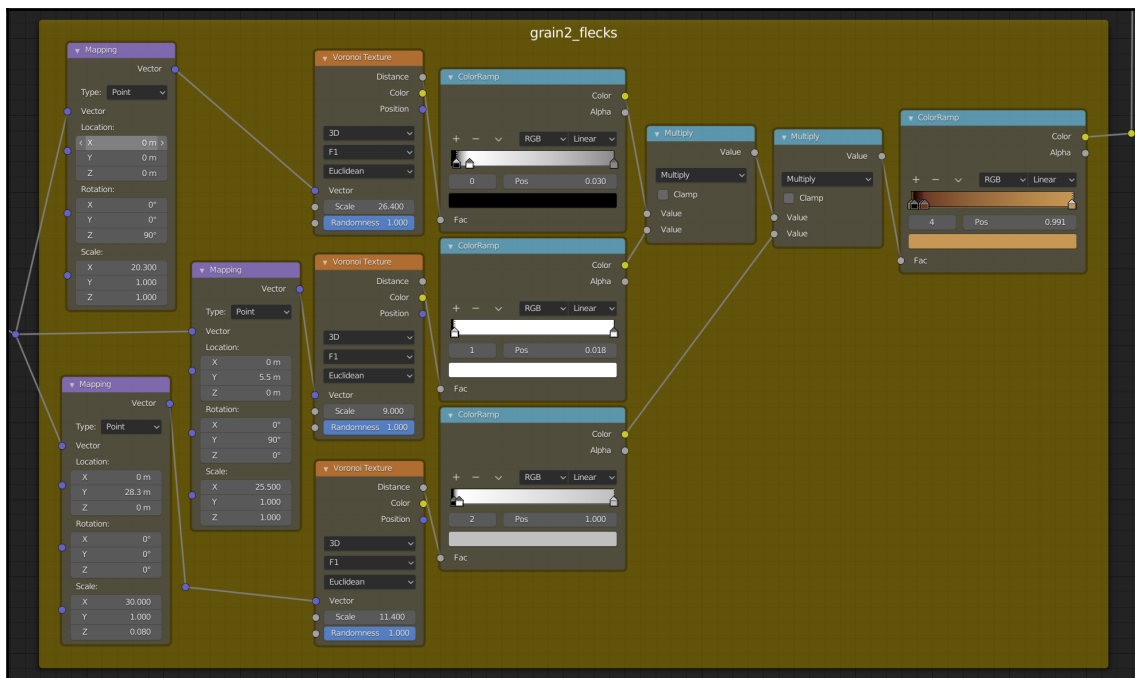 grain2_flecks
Mapping
Vector
Type: Point
Vector
Location:
X 0 m
Y 0 m
Z 0 m
Rotation:
X 0°
Y 0°
Z 90°
Scale:
X 20.300
Y 1.000
Z 1.000
Mapping
Vector
Type: Point
Vector
Location:
X 0 m
Y 5.5 m
Z 0 m
Rotation:
X 0°
Y 90°
Z 0°
Scale:
X 25.500
Y 1.000
Z 1.000
Mapping
Vector
Type: Point
Vector
Location:
X 0 m
Y 28.3 m
Z 0 m
Rotation:
X 0°
Y 0°
Z 0°
Scale:
X 30.000
Y 1.000
Z 0.080
Voronoi Texture
Distance
Color
Position
3D
F1
Euclidean
Vector
Scale 26.400
Randomness 1.000
Voronoi Texture
Distance
Color
Position
3D
F1
Euclidean
Vector
Scale 9.000
Randomness 1.000
Voronoi Texture
Distance
Color
Position
3D
F1
Euclidean
Vector
Scale 11.400
Randomness 1.000
ColorRamp
Color
Alpha
RGB Linear
0 Pos 0.030
Fac
ColorRamp
Color
Alpha
RGB Linear
1 Pos 0.018
Fac
ColorRamp
Color
Alpha
RGB Linear
2 Pos 1.000
Fac
Multiply
Value
Multiply
Clamp
Value
Value
Multiply
Value
Multiply
Clamp
Value
Value
ColorRamp
Color
Alpha
RGB Linear
4 Pos 0.991
Fac